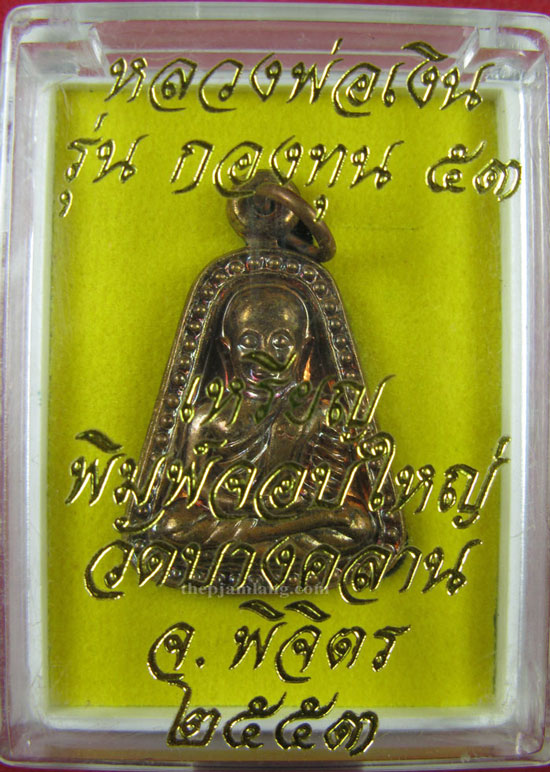 หลวงพ่อเงิน
รุ่น กองทุน ๕๓
เหรียญ
พิมพ์จอบใหญ่
วัดบางคลาน
thepjamlang.com
จ. พิจิตร
๒๕๕๓